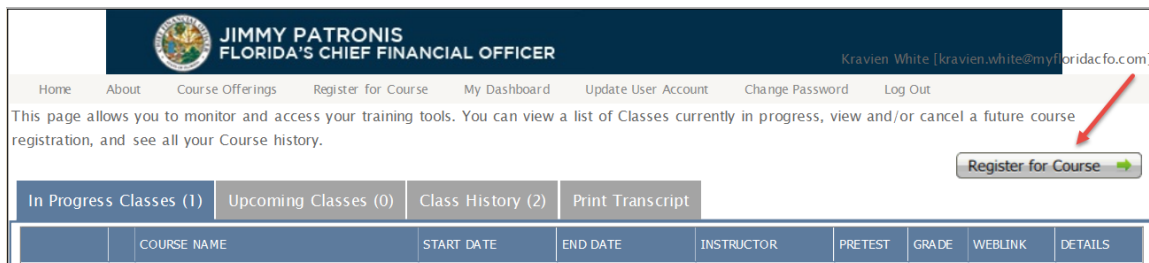 JIMMY PATRONIS
FLORIDA'S CHIEF FINANCIAL OFFICER
Kravien White [kravien.white@myfloridacfo.com]
Home About Course Offerings Register for Course My Dashboard Update User Account Change Password Log Out
This page allows you to monitor and access your training tools. You can view a list of Classes currently in progress, view and/or cancel a future course
registration, and see all your Course history.
Register for Course
In Progress Classes (1) Upcoming Classes (0) Class History (2) Print Transcript
COURSE NAME START DATE END DATE INSTRUCTOR PRETEST GRADE WEBLINK DETAILS